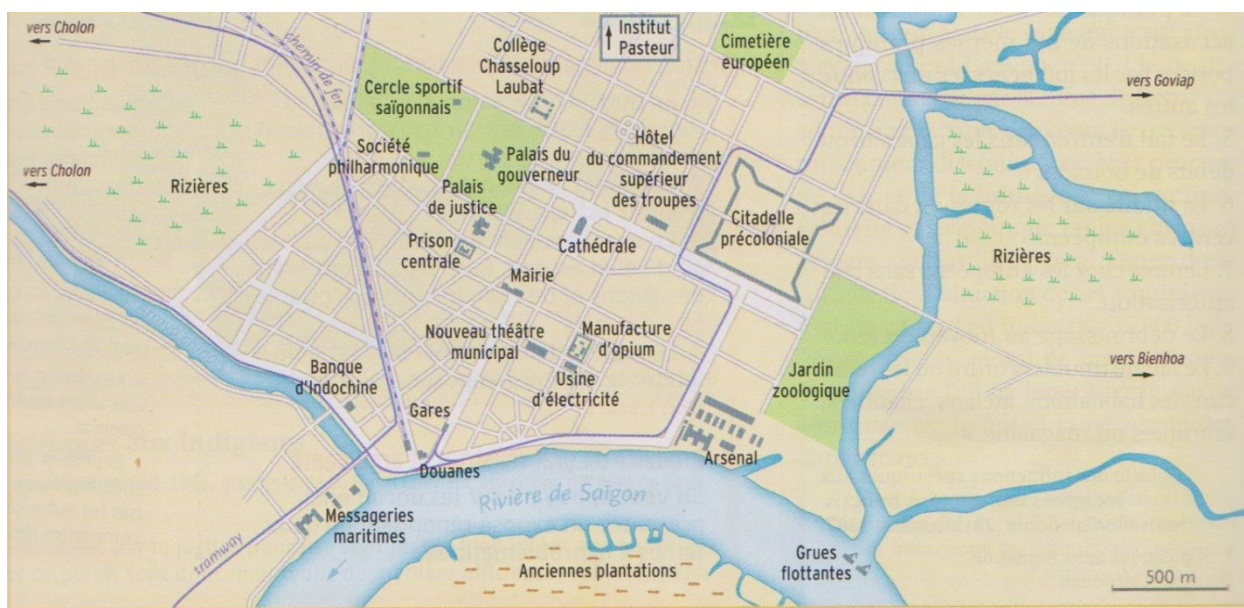 vers Cholon
chemin de fer
Collège
Chasseloup
Laubat
Institut
Pasteur
Cimetière
européen
Cercle sportif
saïgonnais
vers Goviap
Société
philharmonique
Palais du
gouverneur
Hôtel
du commandement
supérieur
des troupes
vers Cholon
Rizières
Palais
de justice
Citadelle
précoloniale
Prison
centrale
Cathédrale
Rizières
Mairie
Nouveau théâtre
municipal
Manufacture
d'opium
Banque
d'Indochine
Usine
d'électricité
Jardin
zoologique
vers Bienhoa
Gares
Douanes
Arsenal
Rivière de Saïgon
Messageries
maritimes
tramway
Anciennes plantations
Grues
flottantes
500 m